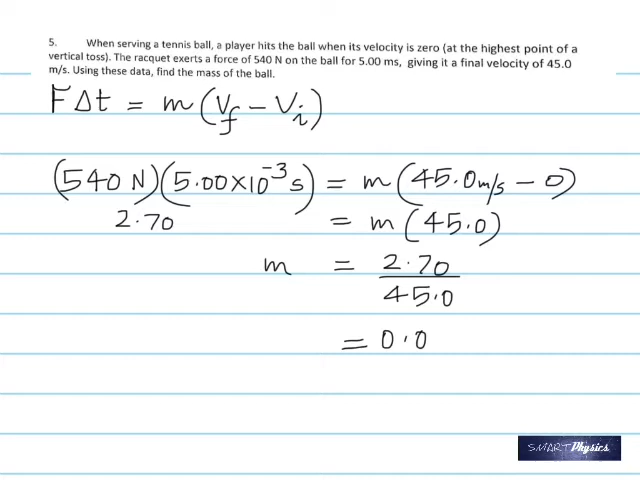 5. When serving a tennis ball, a player hits the ball when its velocity is zero (at the highest point of a
vertical toss). The racquet exerts a force of 540 N on the ball for 5.00 ms, giving it a final velocity of 45.0
m/s. Using these data, find the mass of the ball.
FΔt = m(Vf − Vi)
(540 N)(5.00×10⁻³ s) = m(45.0 m/s − 0)
2.70 = m(45.0)
m = 2.70
45.0
= 0.0
SMART Physics